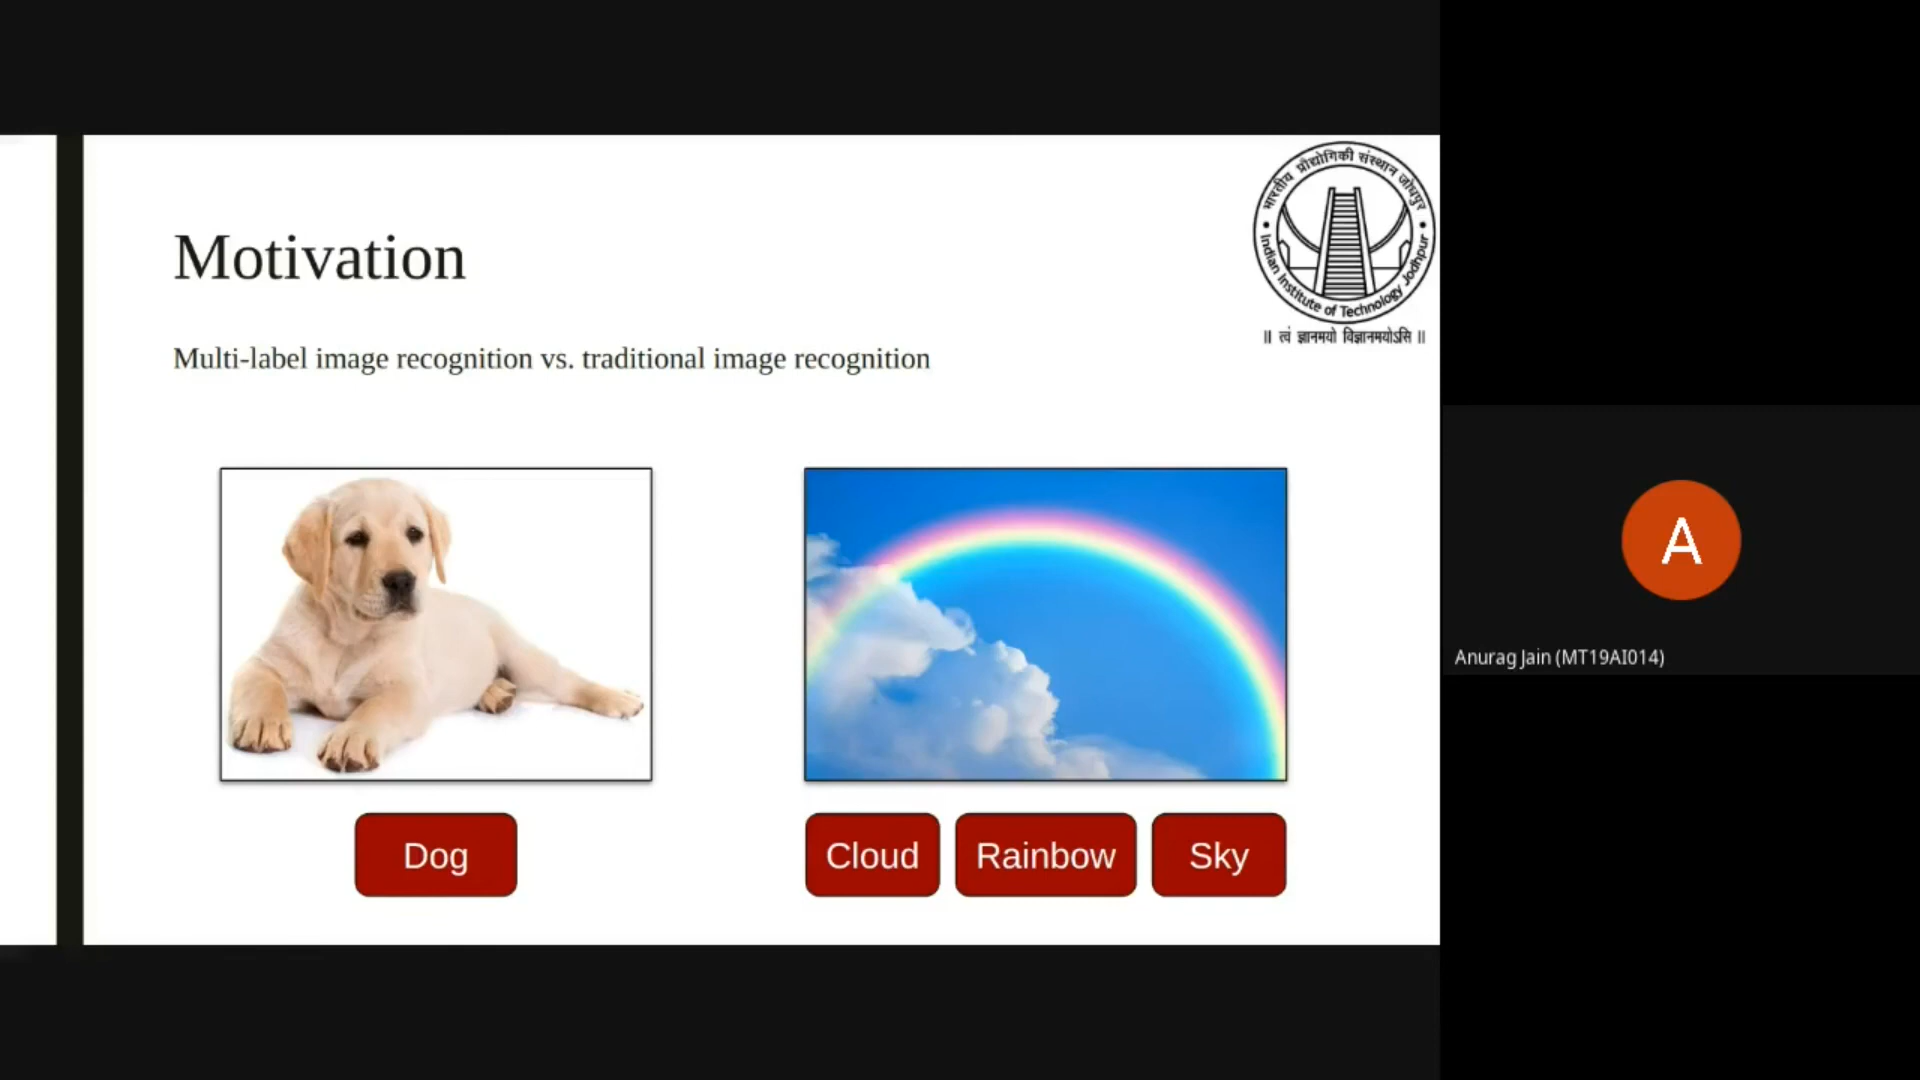 Motivation
भारतीय प्रौद्योगिकी संस्थान जोधपुर
Indian Institute of Technology Jodhpur
॥ त्वं ज्ञानमयो विज्ञानमयोऽसि ॥
Multi-label image recognition vs. traditional image recognition
Dog
Cloud
Rainbow
Sky
A
Anurag Jain (MT19AI014)